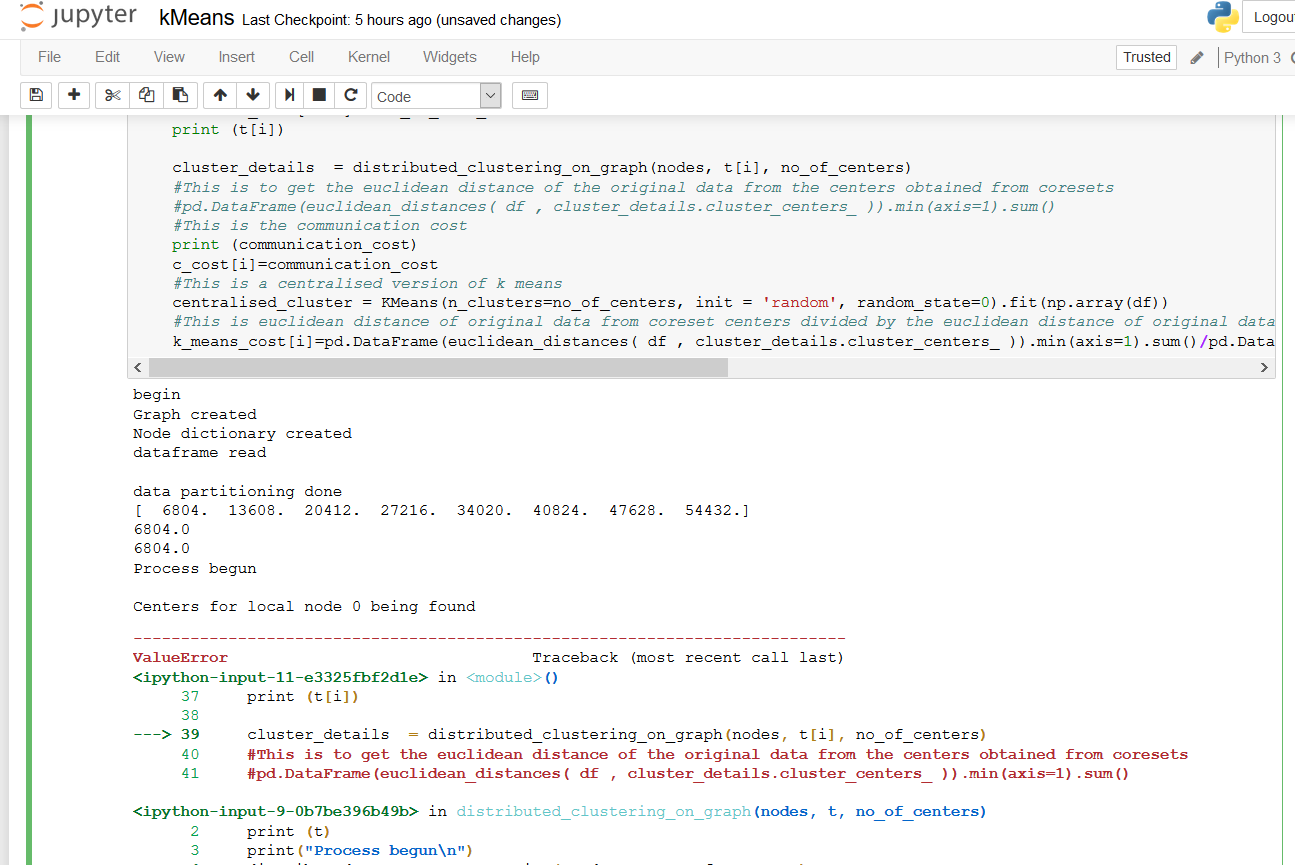 jupyter kMeans Last Checkpoint: 5 hours ago (unsaved changes)
Logou
File Edit View Insert Cell Kernel Widgets Help
Trusted Python 3
Code
print (t[i])
cluster_details  = distributed_clustering_on_graph(nodes, t[i], no_of_centers)
#This is to get the euclidean distance of the original data from the centers obtained from coresets
#pd.DataFrame(euclidean_distances( df , cluster_details.cluster_centers_ )).min(axis=1).sum()
#This is the communication cost
print (communication_cost)
c_cost[i]=communication_cost
#This is a centralised version of k means
centralised_cluster = KMeans(n_clusters=no_of_centers, init = 'random', random_state=0).fit(np.array(df))
#This is euclidean distance of original data from coreset centers divided by the euclidean distance of original data
k_means_cost[i]=pd.DataFrame(euclidean_distances( df , cluster_details.cluster_centers_ )).min(axis=1).sum()/pd.Data
begin
Graph created
Node dictionary created
dataframe read
data partitioning done
[  6804.  13608.  20412.  27216.  34020.  40824.  47628.  54432.]
6804.0
6804.0
Process begun
Centers for local node 0 being found
---------------------------------------------------------------------------
ValueError                                Traceback (most recent call last)
<ipython-input-11-e3325fbf2d1e> in <module>()
     37     print (t[i])
     38
---> 39     cluster_details  = distributed_clustering_on_graph(nodes, t[i], no_of_centers)
     40     #This is to get the euclidean distance of the original data from the centers obtained from coresets
     41     #pd.DataFrame(euclidean_distances( df , cluster_details.cluster_centers_ )).min(axis=1).sum()
<ipython-input-9-0b7be396b49b> in distributed_clustering_on_graph(nodes, t, no_of_centers)
      2     print (t)
      3     print("Process begun\n")